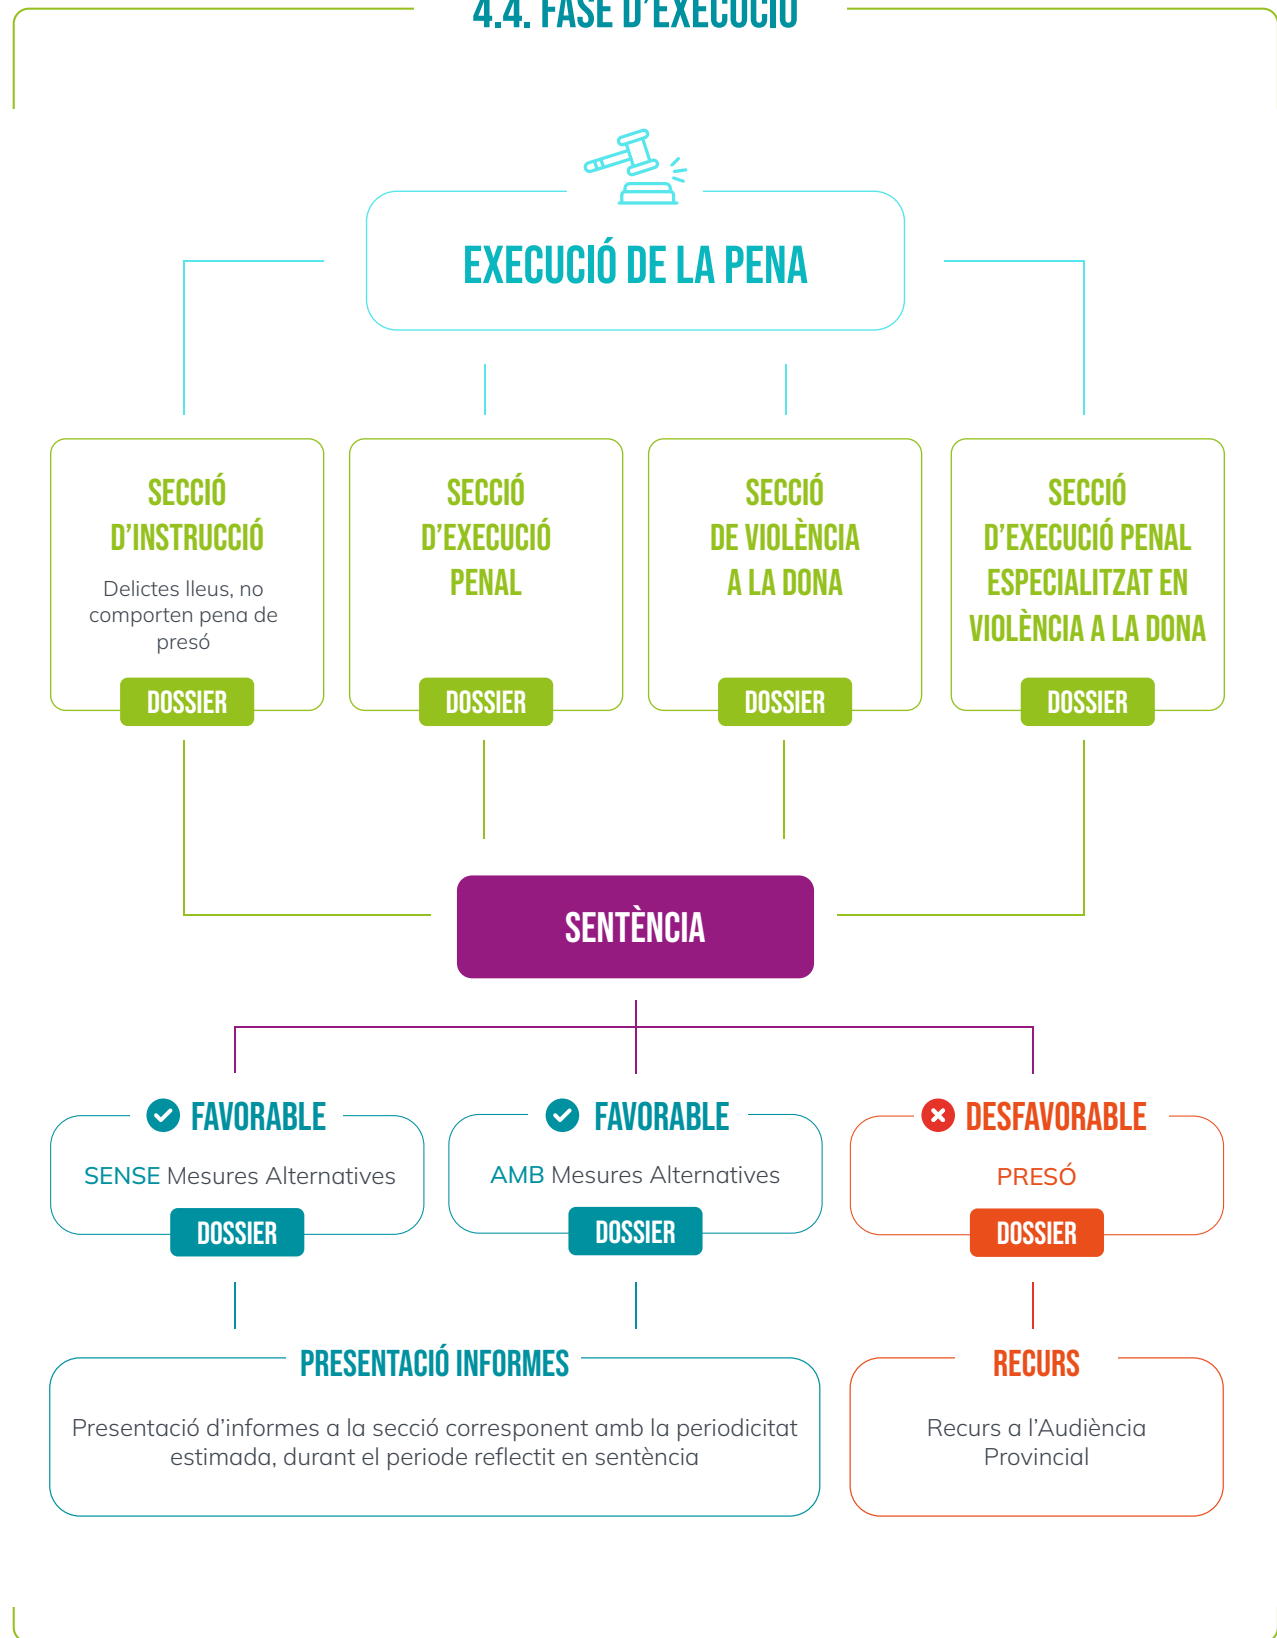 4.4. FASE D'EXECUCIÓ
EXECUCIÓ DE LA PENA
SECCIÓ
D'INSTRUCCIÓ
Delictes lleus, no
comporten pena de
presó
DOSSIER
SECCIÓ
D'EXECUCIÓ
PENAL
DOSSIER
SECCIÓ
DE VIOLÈNCIA
A LA DONA
DOSSIER
SECCIÓ
D'EXECUCIÓ PENAL
ESPECIALITZAT EN
VIOLÈNCIA A LA DONA
DOSSIER
SENTÈNCIA
FAVORABLE
SENSE Mesures Alternatives
DOSSIER
FAVORABLE
AMB Mesures Alternatives
DOSSIER
DESFAVORABLE
PRESÓ
DOSSIER
PRESENTACIÓ INFORMES
Presentació d'informes a la secció corresponent amb la periodicitat
estimada, durant el periode reflectit en sentència
RECURS
Recurs a l'Audiència
Provincial